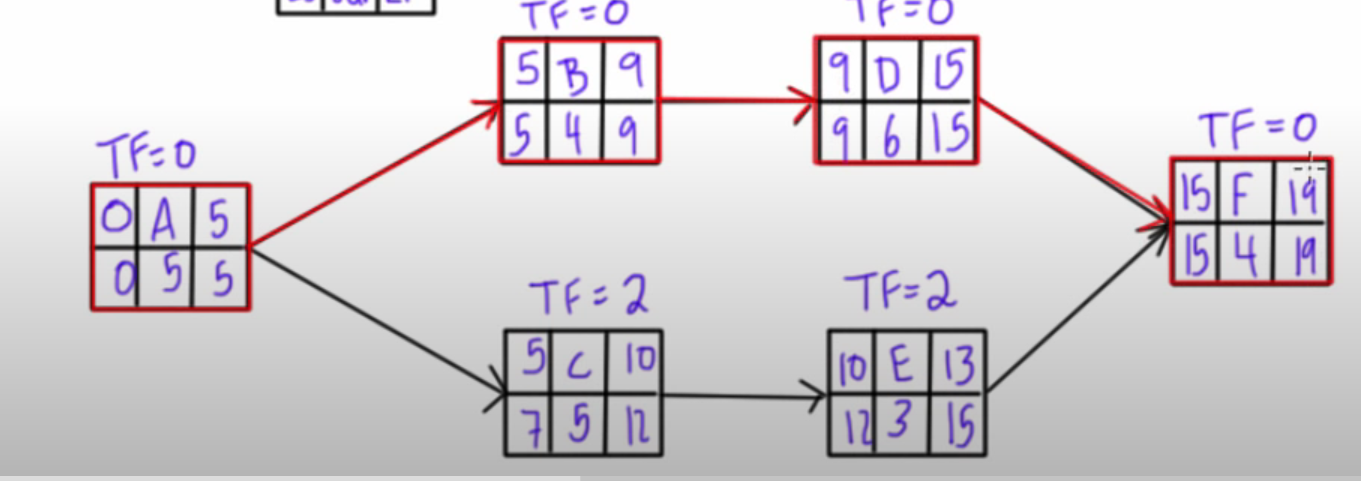 TF=0
TF=0
5 B 9
9 D 15
5 4 9
9 6 15
TF=0
TF=0
0 A 5
15 F 19
0 5 5
15 4 19
TF=2
TF=2
5 C 10
10 E 13
7 5 12
12 3 15